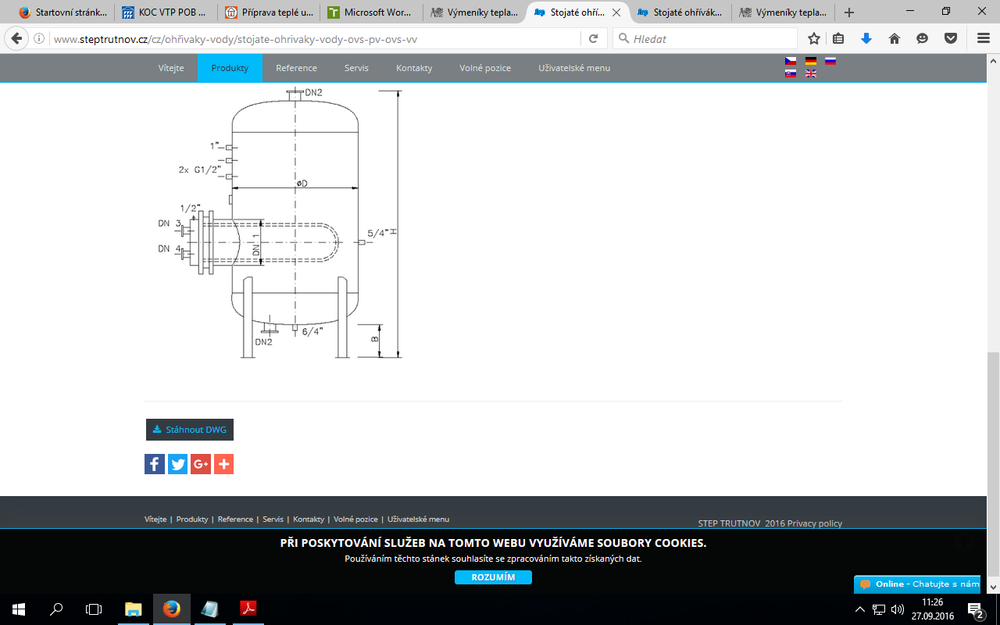 Startovní stránk...
KOC VTP POB ...
Příprava teplé u...
Microsoft Wor...
Výmeníky tepla...
Stojaté ohří...
Stojaté ohřívák...
Výmeníky tepla...
www.steptrutnov.cz/cz/ohřivaky-vody/stojate-ohrivaky-vody-ovs-pv-ovs-vv
Hledat
Vítejte
Produkty
Reference
Servis
Kontakty
Volné pozice
Uživatelské menu
DN2
1"
2x G1/2"
øD
1/2"
DN 3
DN 4
DN 1
5/4"
H
6/4"
DN2
B
Stáhnout DWG
Vítejte | Produkty | Reference | Servis | Kontakty | Volné pozice | Uživatelské menu
STEP TRUTNOV 2016 Privacy policy
PŘI POSKYTOVÁNÍ SLUŽEB NA TOMTO WEBU VYUŽÍVÁME SOUBORY COOKIES.
Používáním těchto stánek souhlasíte se zpracováním takto získaných dat.
ROZUMÍM
Online - Chatujte s nám
11:26
27.09.2016
2